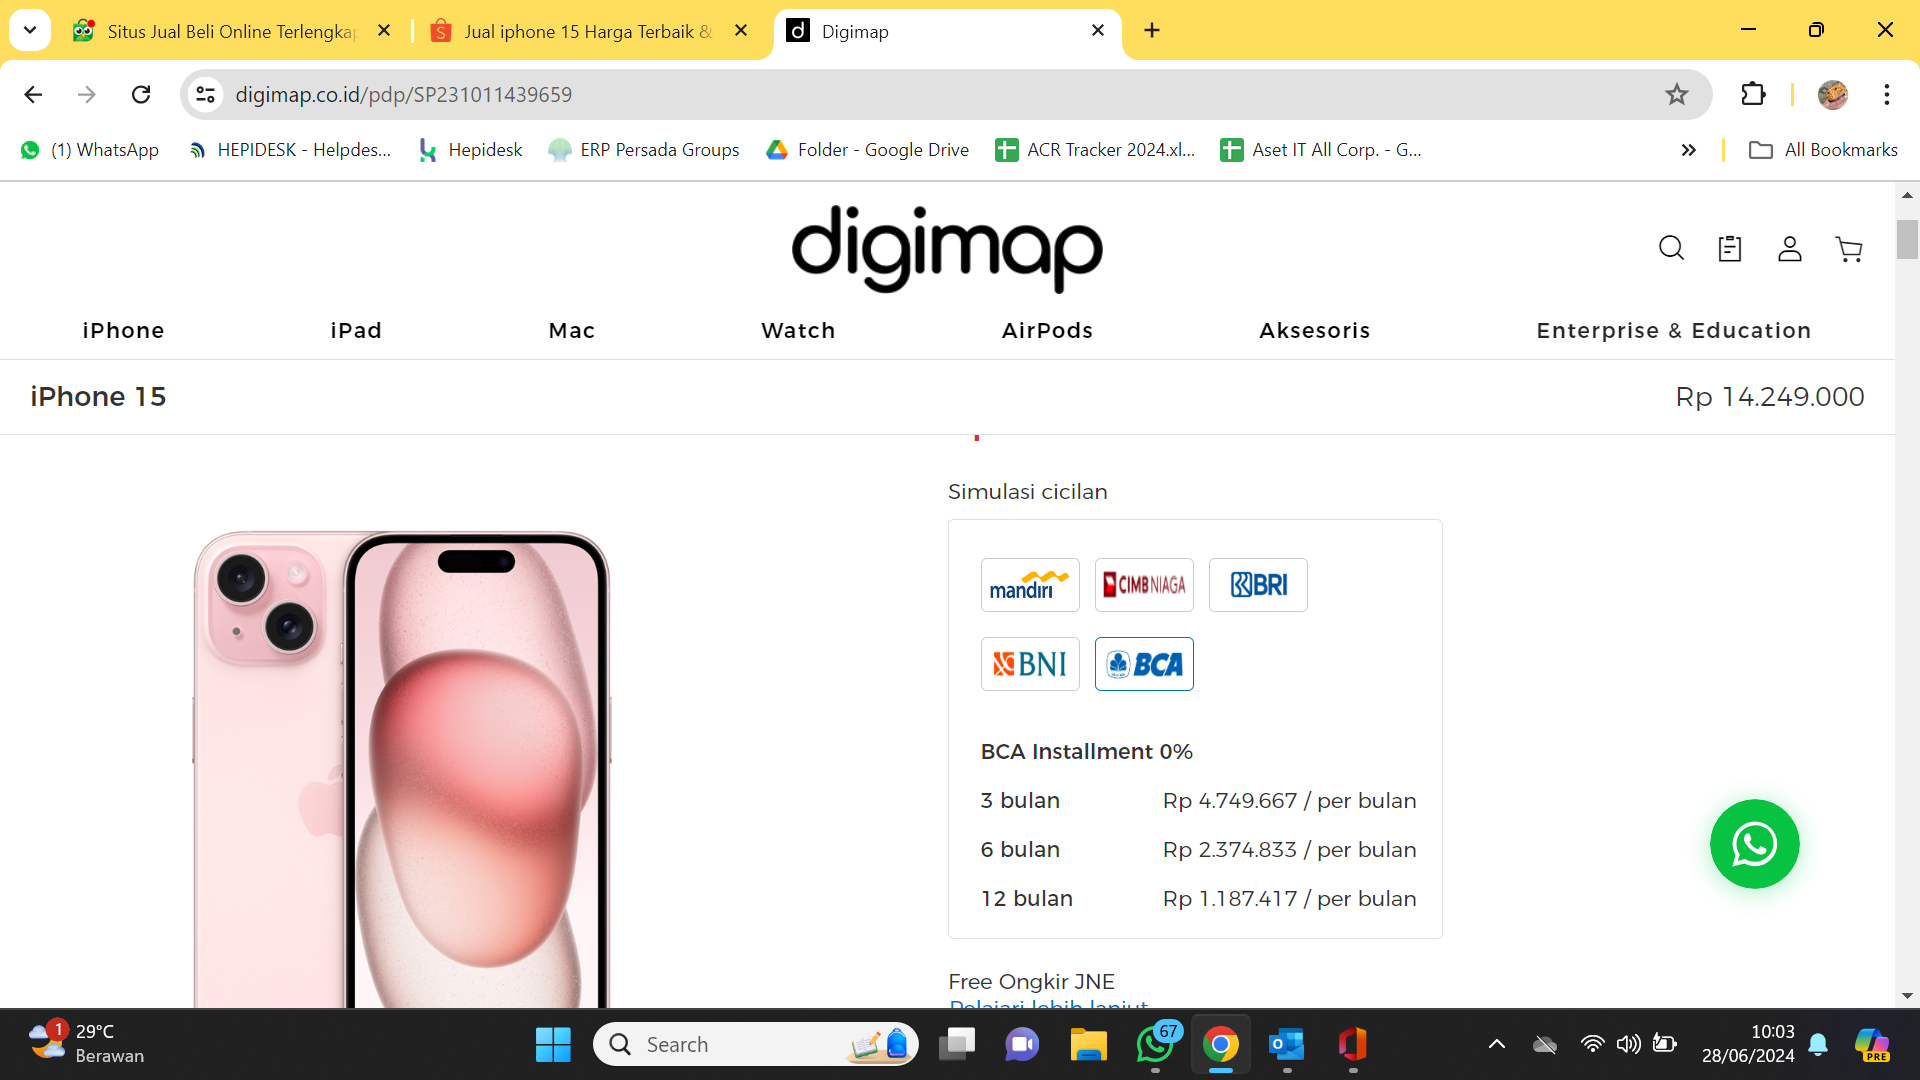 Situs Jual Beli Online Terlengkap
Jual iphone 15 Harga Terbaik &
d Digimap
digimap.co.id/pdp/SP231011439659
(1) WhatsApp
HEPIDESK - Helpdes...
Hepidesk
ERP Persada Groups
Folder - Google Drive
ACR Tracker 2024.xl...
Aset IT All Corp. - G...
All Bookmarks
digimap
iPhone
iPad
Mac
Watch
AirPods
Aksesoris
Enterprise & Education
iPhone 15
Rp 14.249.000
Simulasi cicilan
mandiri
CIMB NIAGA
BRI
BNI
BCA
BCA Installment 0%
3 bulan Rp 4.749.667 / per bulan
6 bulan Rp 2.374.833 / per bulan
12 bulan Rp 1.187.417 / per bulan
Free Ongkir JNE
Pelajari lebih lanjut
1
29°C
Berawan
Search
67
10:03
28/06/2024
PRE